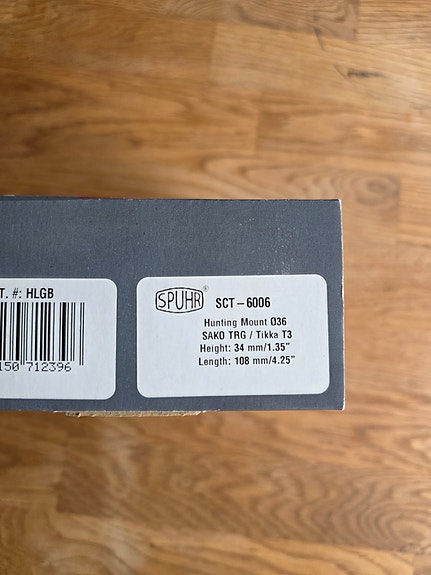 T. #: HLGB
150 712396
SPUHR® SCT-6006
Hunting Mount Ø36
SAKO TRG / Tikka T3
Height: 34 mm/1.35"
Length: 108 mm/4.25"